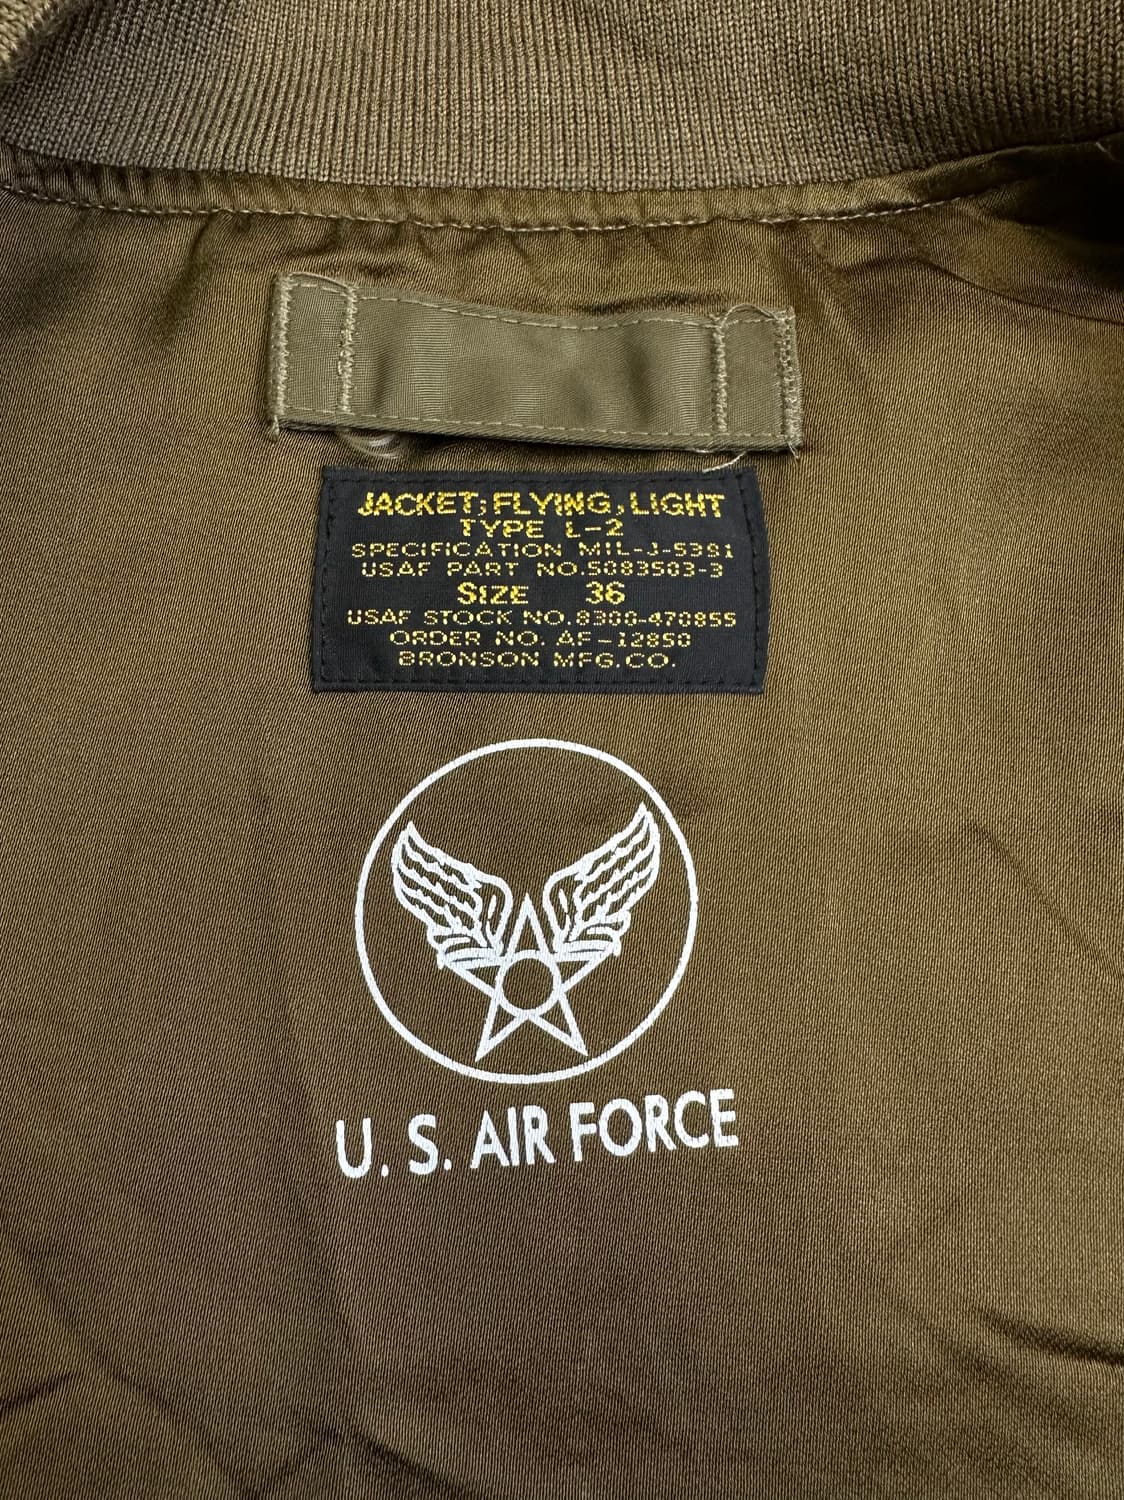 JACKET; FLYING, LIGHT
TYPE L-2
SPECIFICATION MIL-J-5391
USAF PART NO.5083503-3
SIZE 36
USAF STOCK NO.8300-470855
ORDER NO. AF-12850
BRONSON MFG.CO.
U. S. AIR FORCE